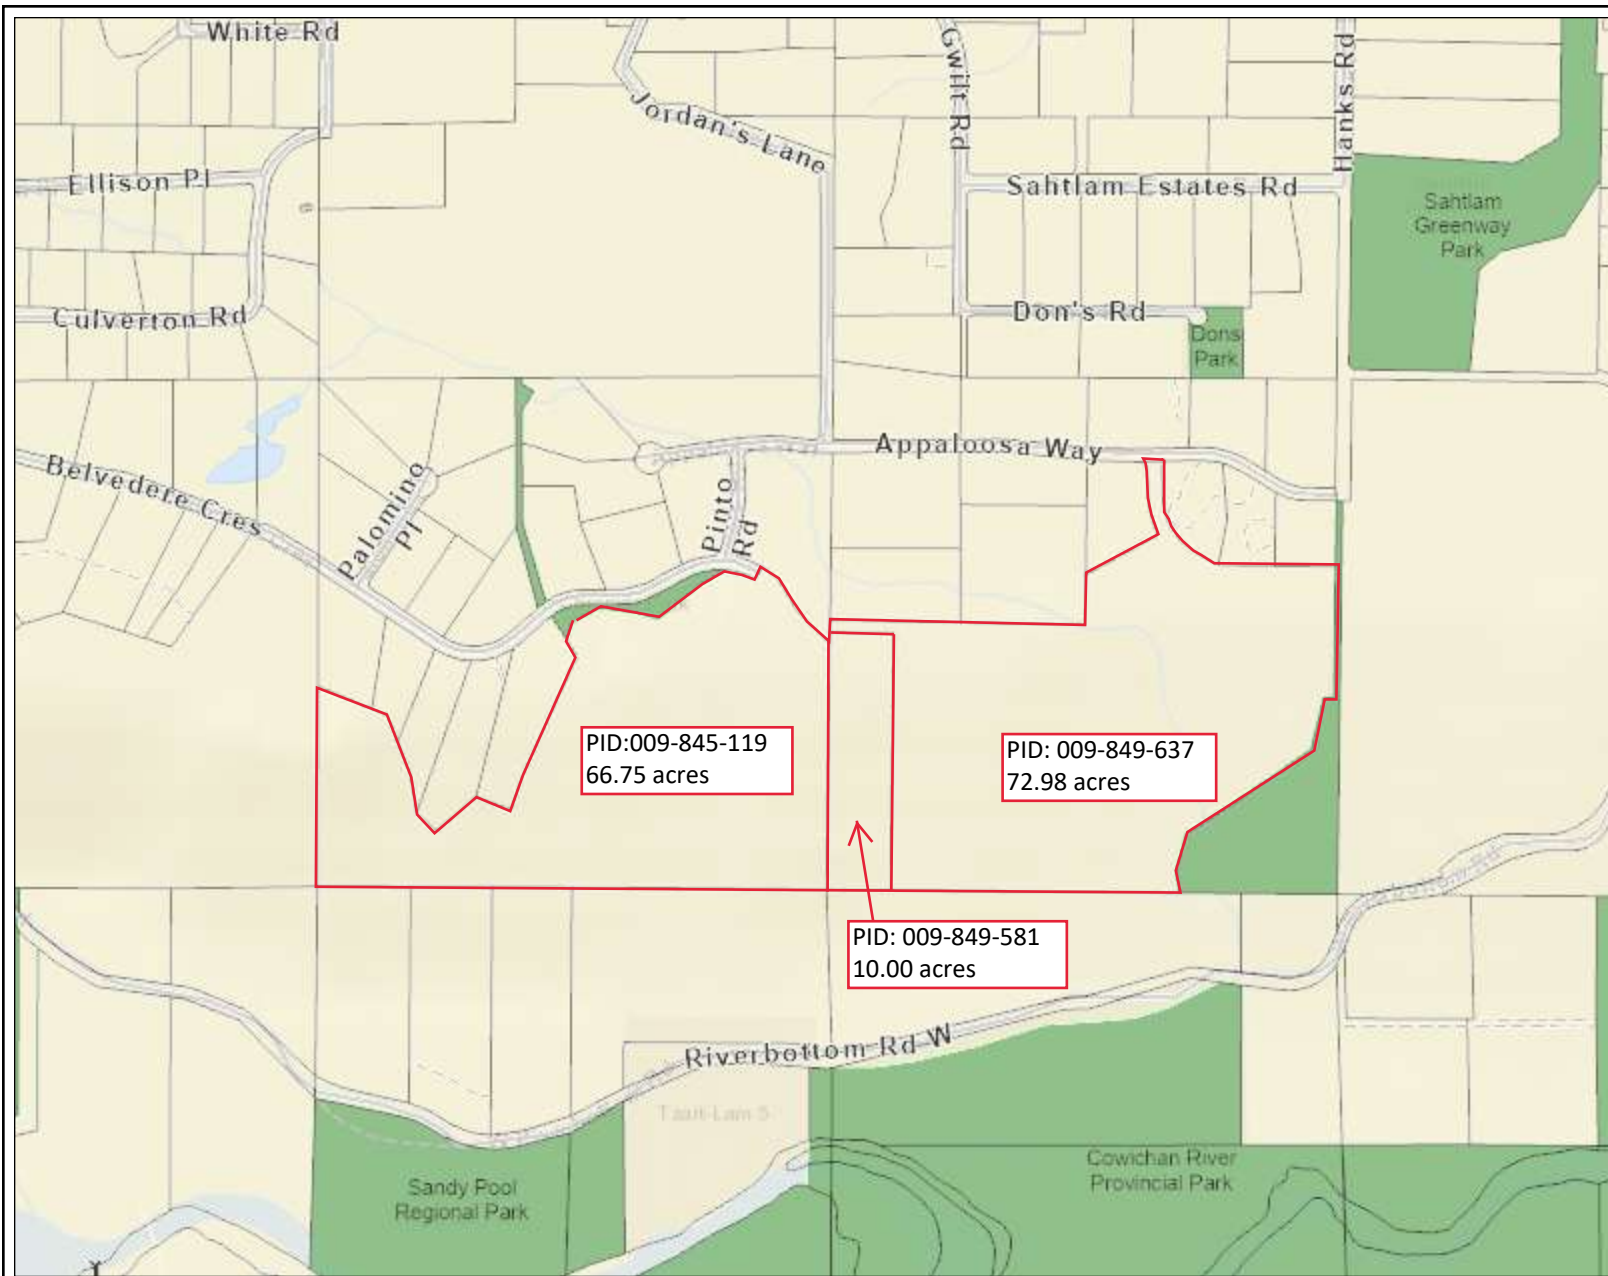 White Rd
Jordan's Lane
Gwilt Rd
Hanks Rd
Ellison Pl
Sahtlam Estates Rd
Sahtlam
Greenway
Park
Culverton Rd
Don's Rd
Dons
Park
Appaloosa Way
Belvedere Cres
Palomino
Pl
Pinto
Rd
PID:009-845-119
66.75 acres
PID: 009-849-637
72.98 acres
PID: 009-849-581
10.00 acres
Riverbottom Rd W
Cowichan River
Provincial Park
Sandy Pool
Regional Park